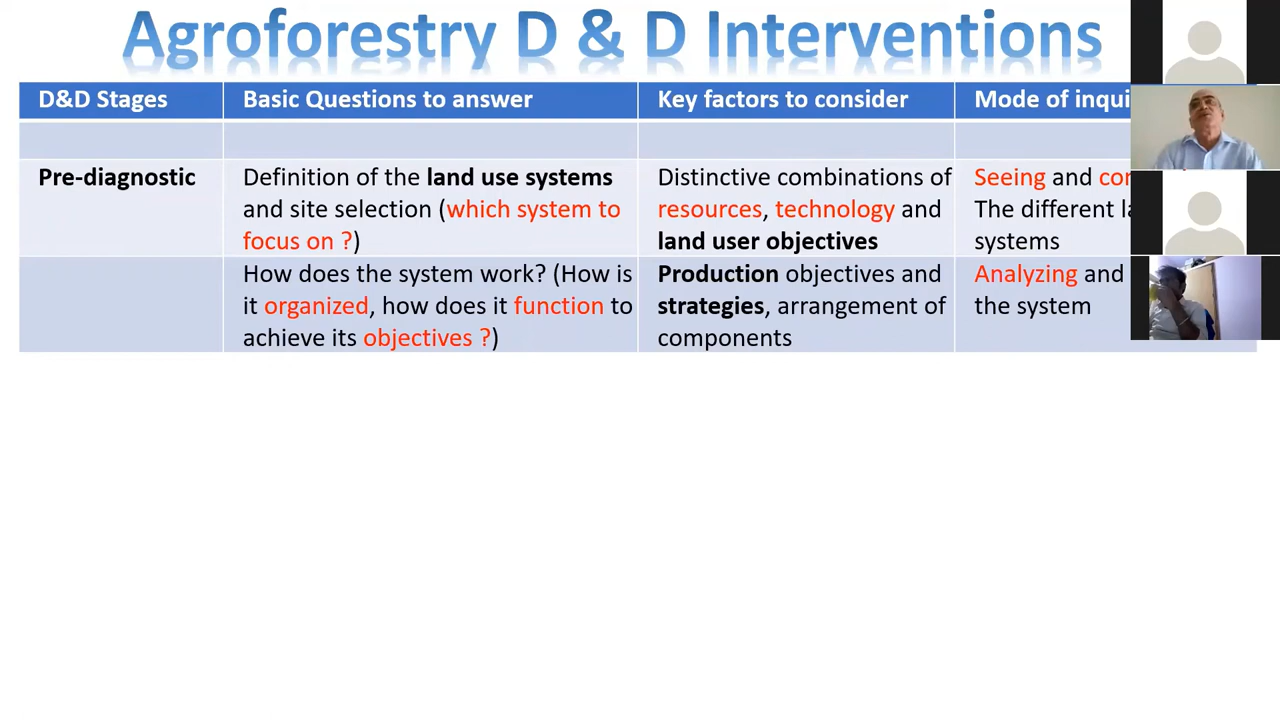 Agroforestry D & D Interventions
D&D Stages
Basic Questions to answer
Key factors to consider
Mode of
Pre-diagnostic
Definition of the land use systems
and site selection (which system to
focus on ?)
Distinctive combinations of
resources, technology and
land user objectives
Seeing and
The different
systems
How does the system work? (How is
it organized, how does it function to
achieve its objectives ?)
Production objectives and
strategies, arrangement of
components
Analyzing and
the system